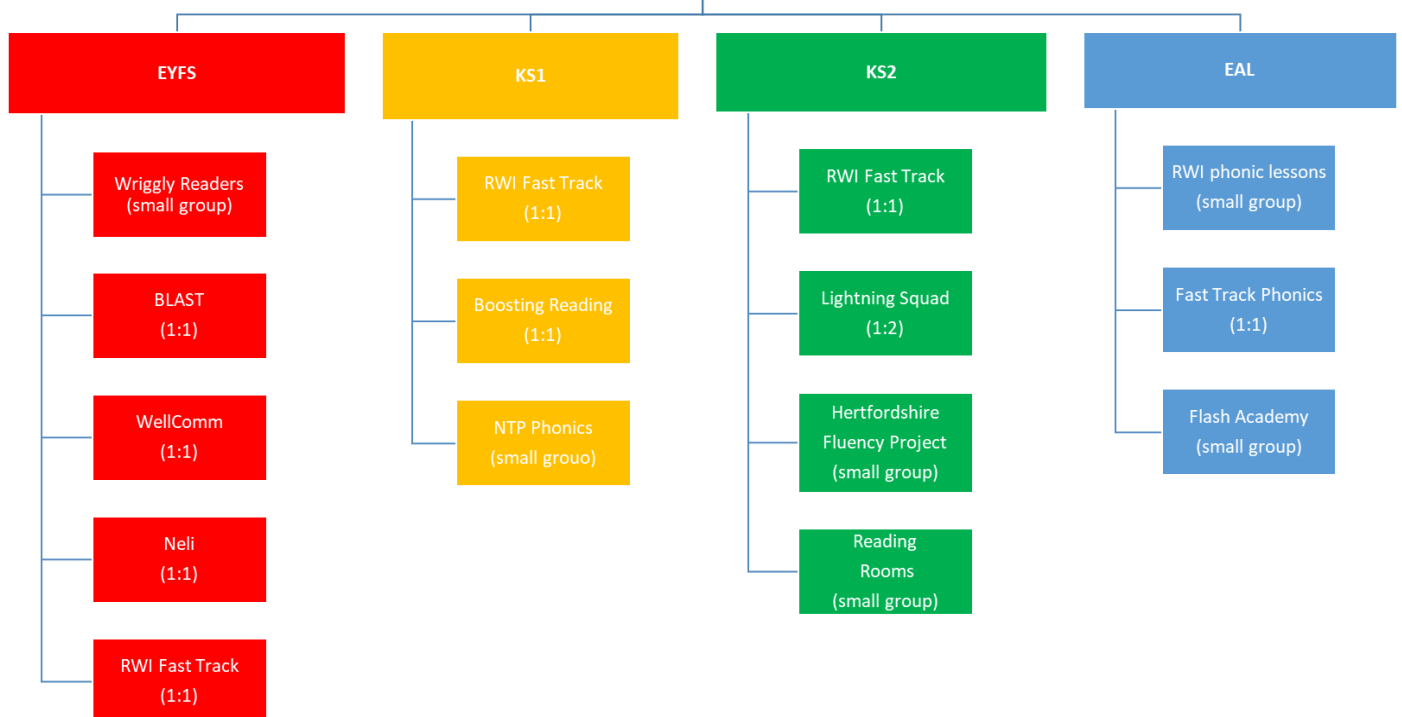 EYFS
Wriggly Readers
(small group)
BLAST
(1:1)
WellComm
(1:1)
Neli
(1:1)
RWI Fast Track
(1:1)
KS1
RWI Fast Track
(1:1)
Boosting Reading
(1:1)
NTP Phonics
(small grouo)
KS2
RWI Fast Track
(1:1)
Lightning Squad
(1:2)
Hertfordshire
Fluency Project
(small group)
Reading
Rooms
(small group)
EAL
RWI phonic lessons
(small group)
Fast Track Phonics
(1:1)
Flash Academy
(small group)